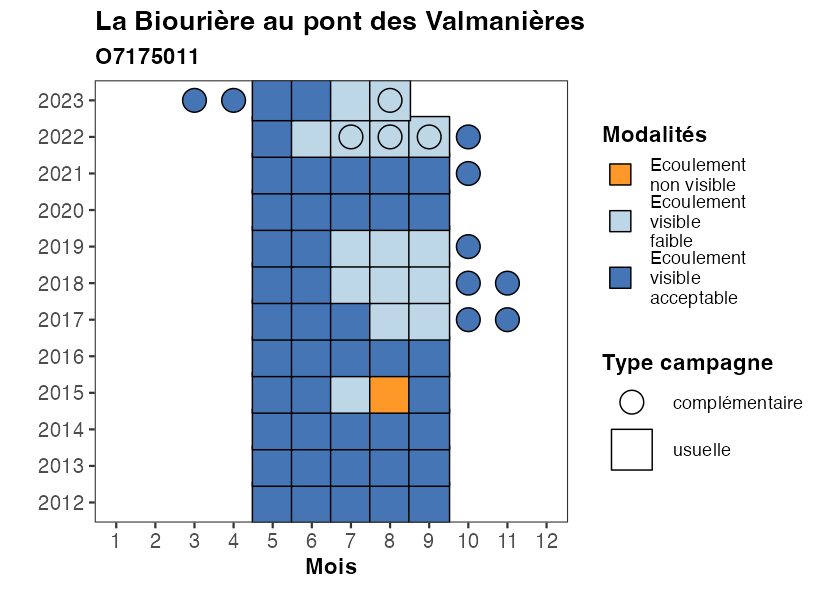 La Biourière au pont des Valmanières
O7175011
2023
2022
2021
2020
2019
2018
2017
2016
2015
2014
2013
2012
1 2 3 4 5 6 7 8 9 10 11 12
Mois
Modalités
Ecoulement
non visible
Ecoulement
visible
faible
Ecoulement
visible
acceptable
Type campagne
complémentaire
usuelle